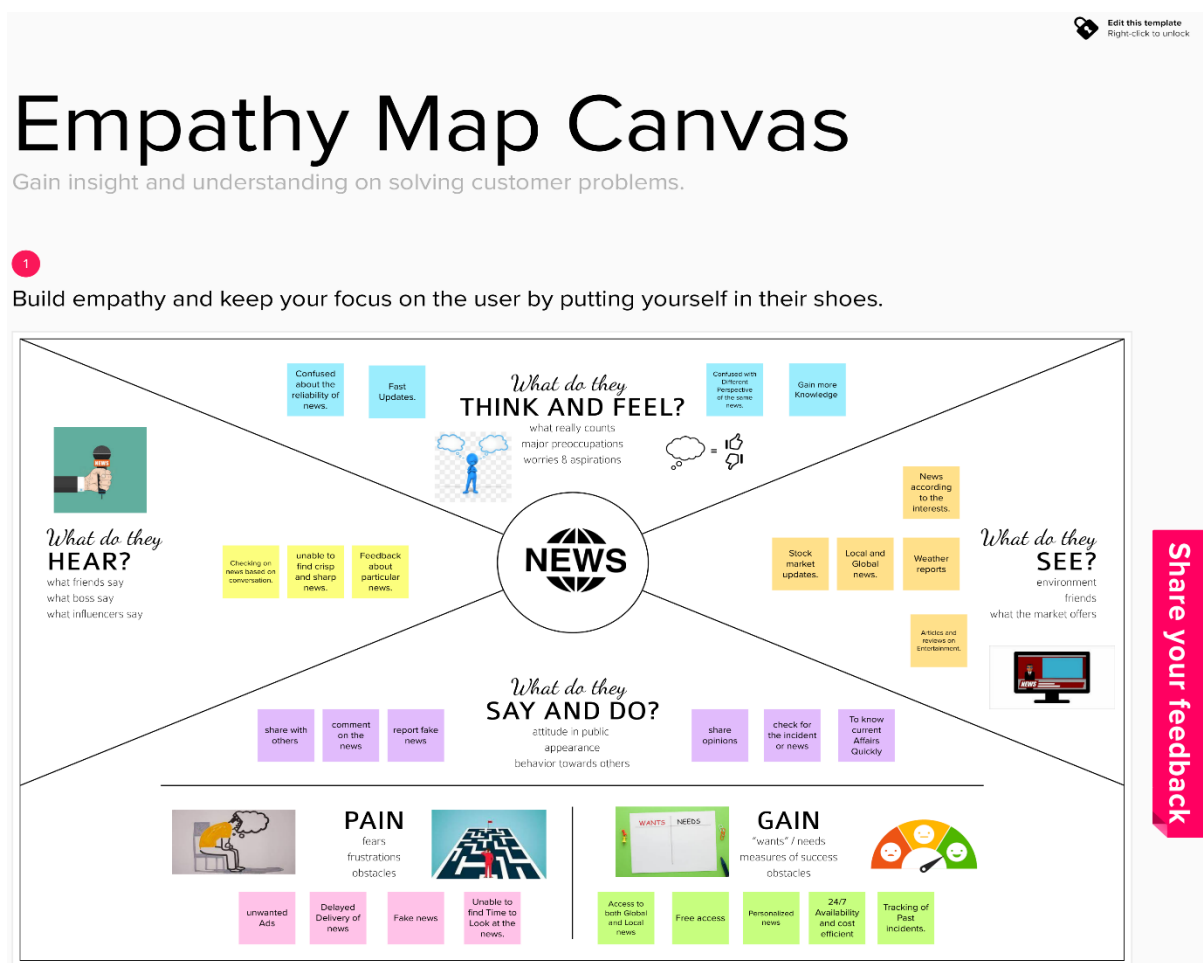 Edit this template
Right-click to unlock
Empathy Map Canvas
Gain insight and understanding on solving customer problems.
1
Build empathy and keep your focus on the user by putting yourself in their shoes.
What do they
THINK AND FEEL?
what really counts
major preoccupations
worries & aspirations
Confused
about the
reliability of
news.
Fast
Updates.
Confused with
Different
Perspective
of the same
news.
Gain more
Knowledge
=
NEWS
What do they
HEAR?
what friends say
what boss say
what influencers say
Checking on
news based on
conversation.
unable to
find crisp
and sharp
news.
Feedback
about
particular
news.
NEWS
What do they
SEE?
environment
friends
what the market offers
News
according
to the
interests.
Stock
market
updates.
Local and
Global
news.
Weather
reports
Articles and
reviews on
Entertainment.
NEWS
What do they
SAY AND DO?
attitude in public
appearance
behavior towards others
share with
others
comment
on the
news
report fake
news
share
opinions
check for
the incident
or news
To know
current
Affairs
Quickly
PAIN
fears
frustrations
obstacles
unwanted
Ads
Delayed
Delivery of
news
Fake news
Unable to
find Time to
Look at the
news.
WANTS
NEEDS
GAIN
"wants" / needs
measures of success
obstacles
Access to
both Global
and Local
news
Free access
Personalized
news
24/7
Availability
and cost
efficient
Tracking of
Past
incidents.
Share your feedback